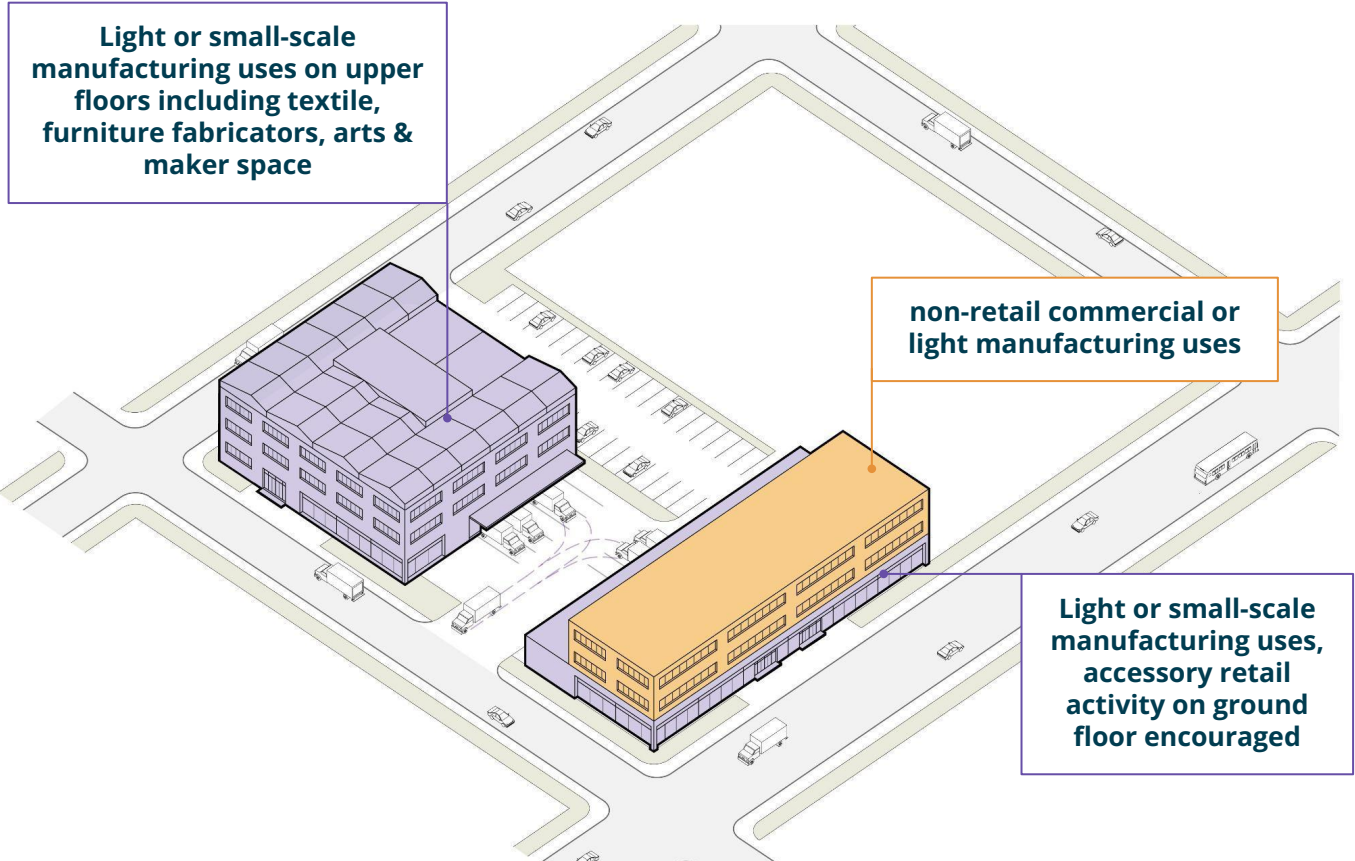 Light or small-scale
manufacturing uses on upper
floors including textile,
furniture fabricators, arts &
maker space
non-retail commercial or
light manufacturing uses
Light or small-scale
manufacturing uses,
accessory retail
activity on ground
floor encouraged